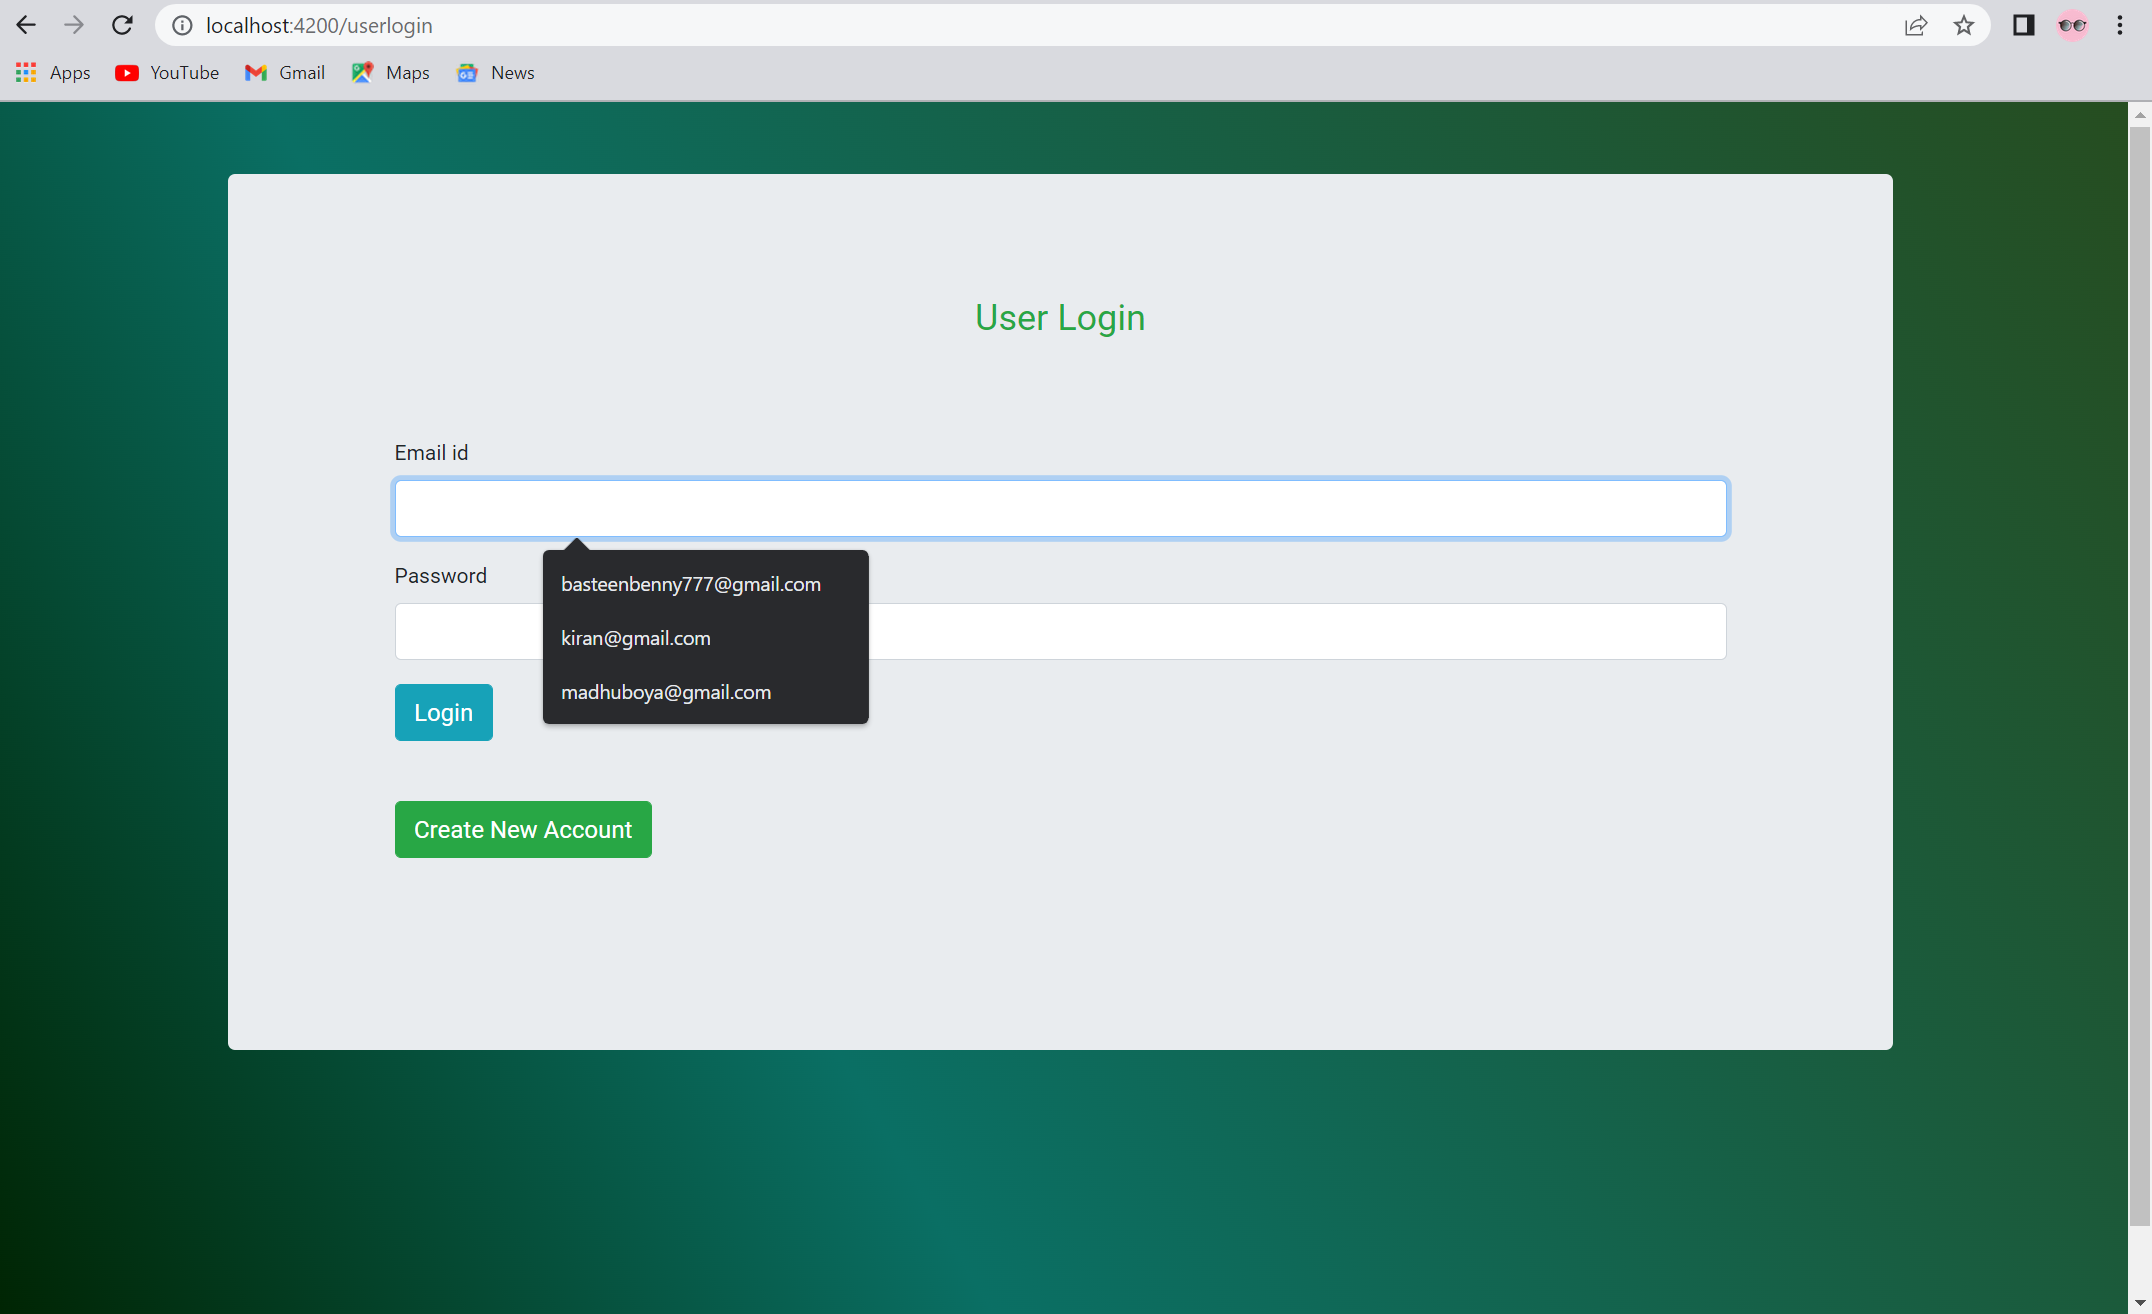 localhost:4200/userlogin
Apps YouTube Gmail Maps News
User Login
Email id
basteenbenny777@gmail.com
Password
kiran@gmail.com
madhuboya@gmail.com
Login
Create New Account